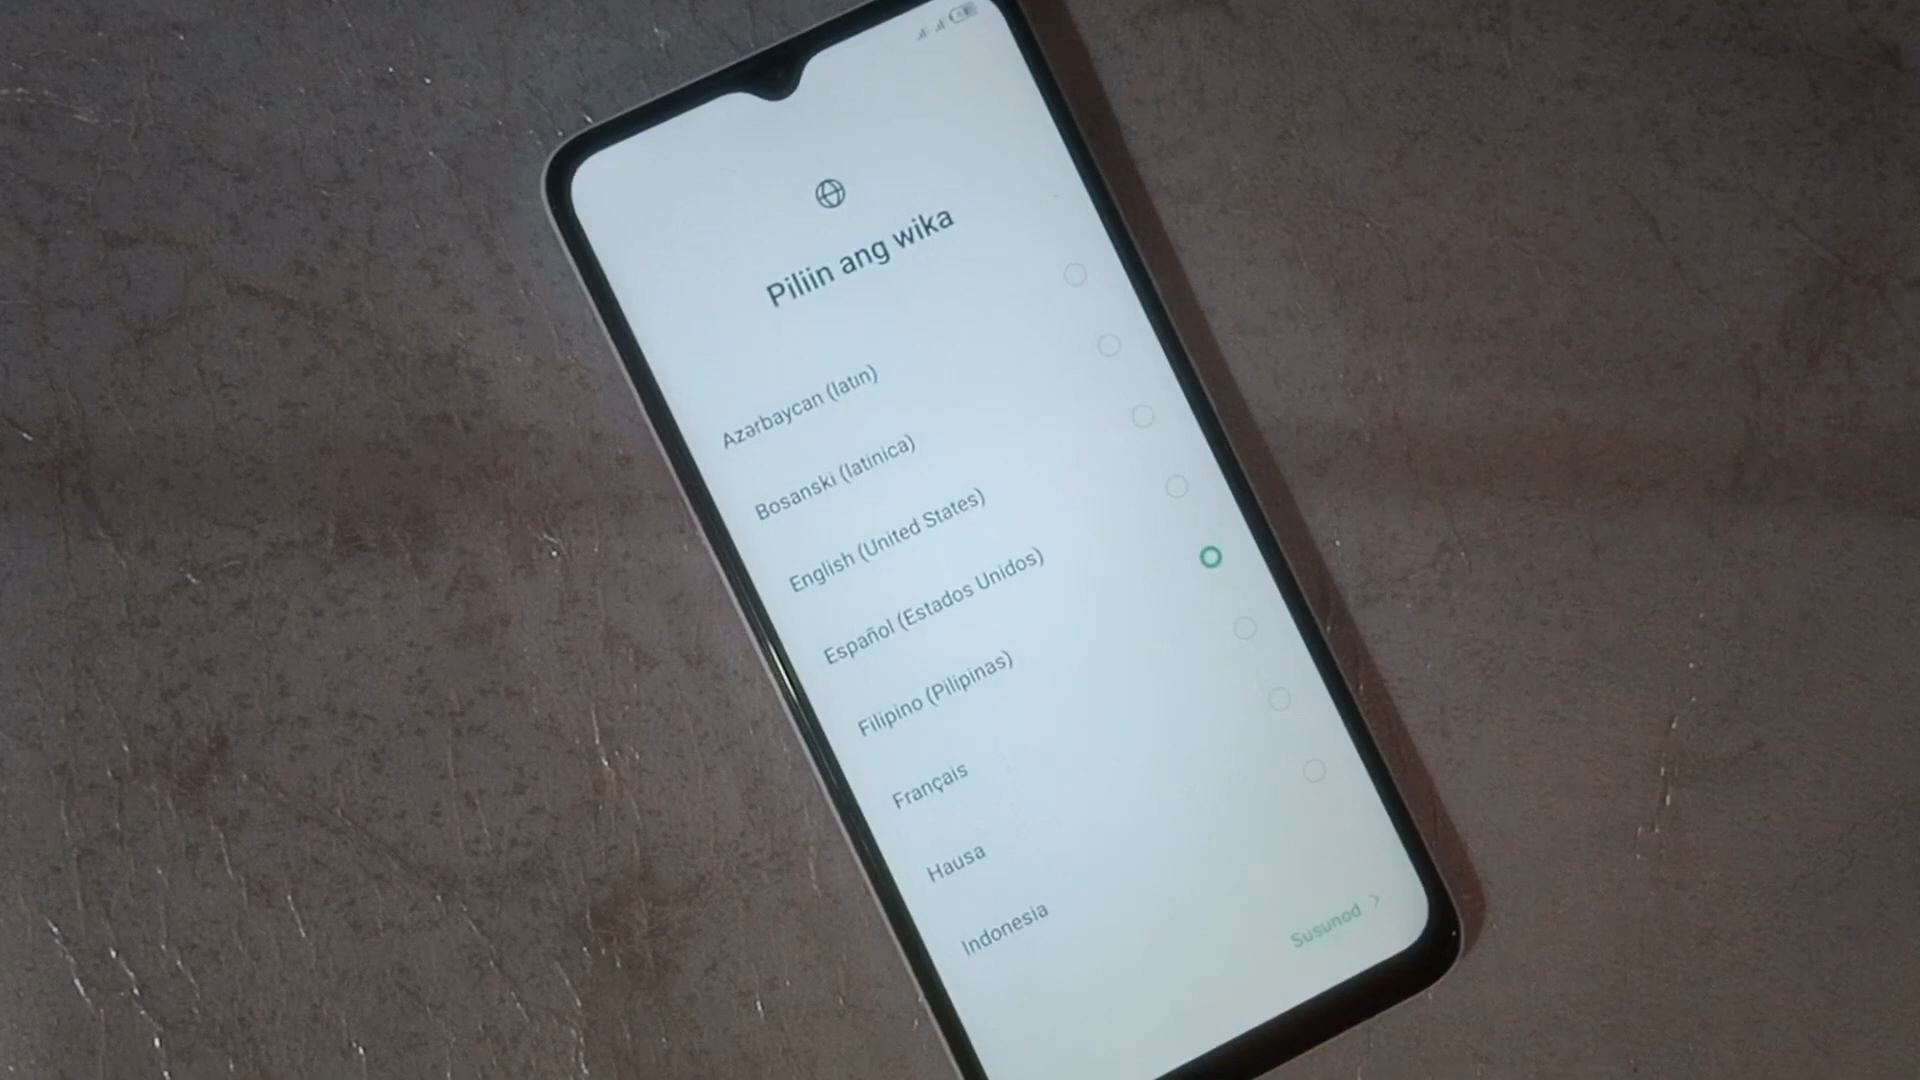 Piliin ang wika
Azərbaycan (latın)
Bosanski (latinica)
English (United States)
Español (Estados Unidos)
Filipino (Pilipinas)
Français
Hausa
Indonesia
Susunod >